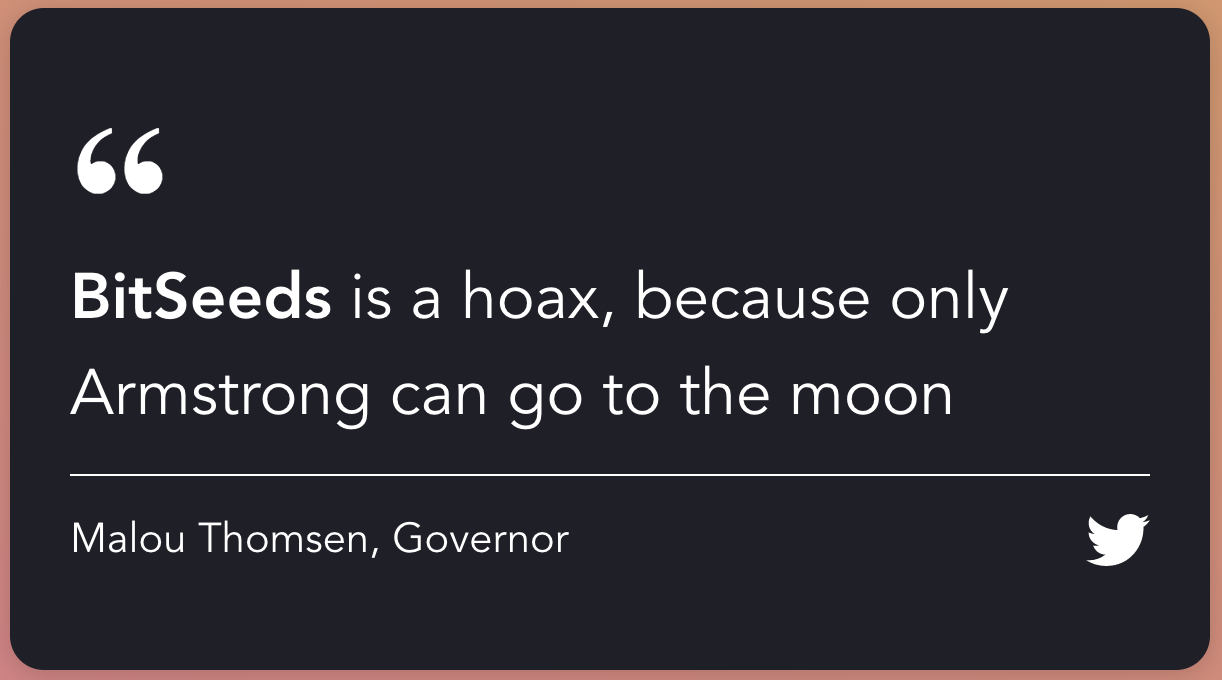 “
BitSeeds is a hoax, because only
Armstrong can go to the moon
Malou Thomsen, Governor